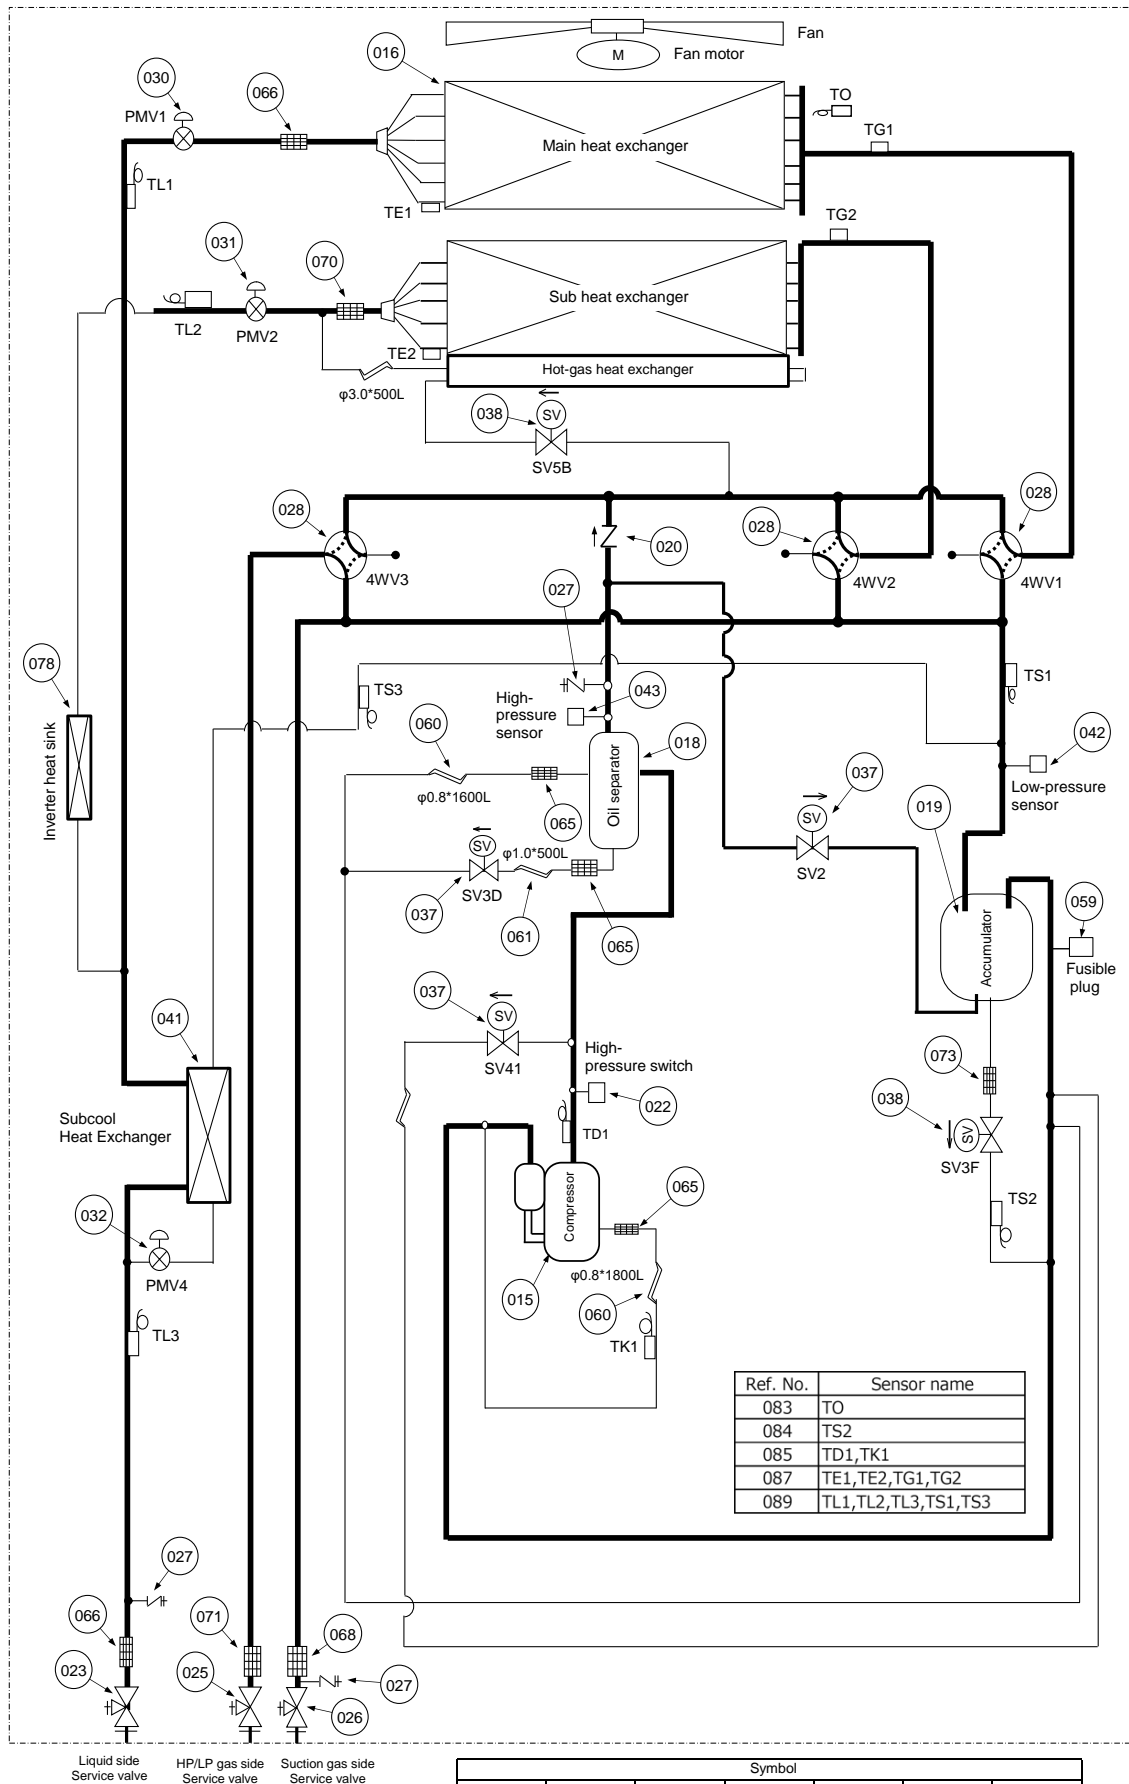 Fan
M
Fan motor
016
030
PMV1
066
TO
TG1
Main heat exchanger
TL1
TE1
TG2
031
070
Sub heat exchanger
TL2
PMV2
TE2
Hot-gas heat exchanger
φ3.0*500L
038
SV
SV5B
028
028
028
020
4WV3
4WV2
4WV1
027
078
TS3
High-
pressure
sensor
043
TS1
060
018
042
Inverter heat sink
Oil separator
φ0.8*1600L
065
037
SV
019
Low-pressure
sensor
SV
φ1.0*500L
SV3D
SV2
037
061
065
059
Accumulator
Fusible
plug
037
041
SV
SV41
High-
pressure switch
073
022
038
Subcool
Heat Exchanger
TD1
SV
SV3F
065
TS2
Compressor
032
PMV4
φ0.8*1800L
015
060
TL3
TK1
Ref. No. Sensor name
083 TO
084 TS2
085 TD1,TK1
087 TE1,TE2,TG1,TG2
089 TL1,TL2,TL3,TS1,TS3
027
066
071
068
023
025
027
026
Liquid side
Service valve
HP/LP gas side
Service valve
Suction gas side
Service valve
Symbol